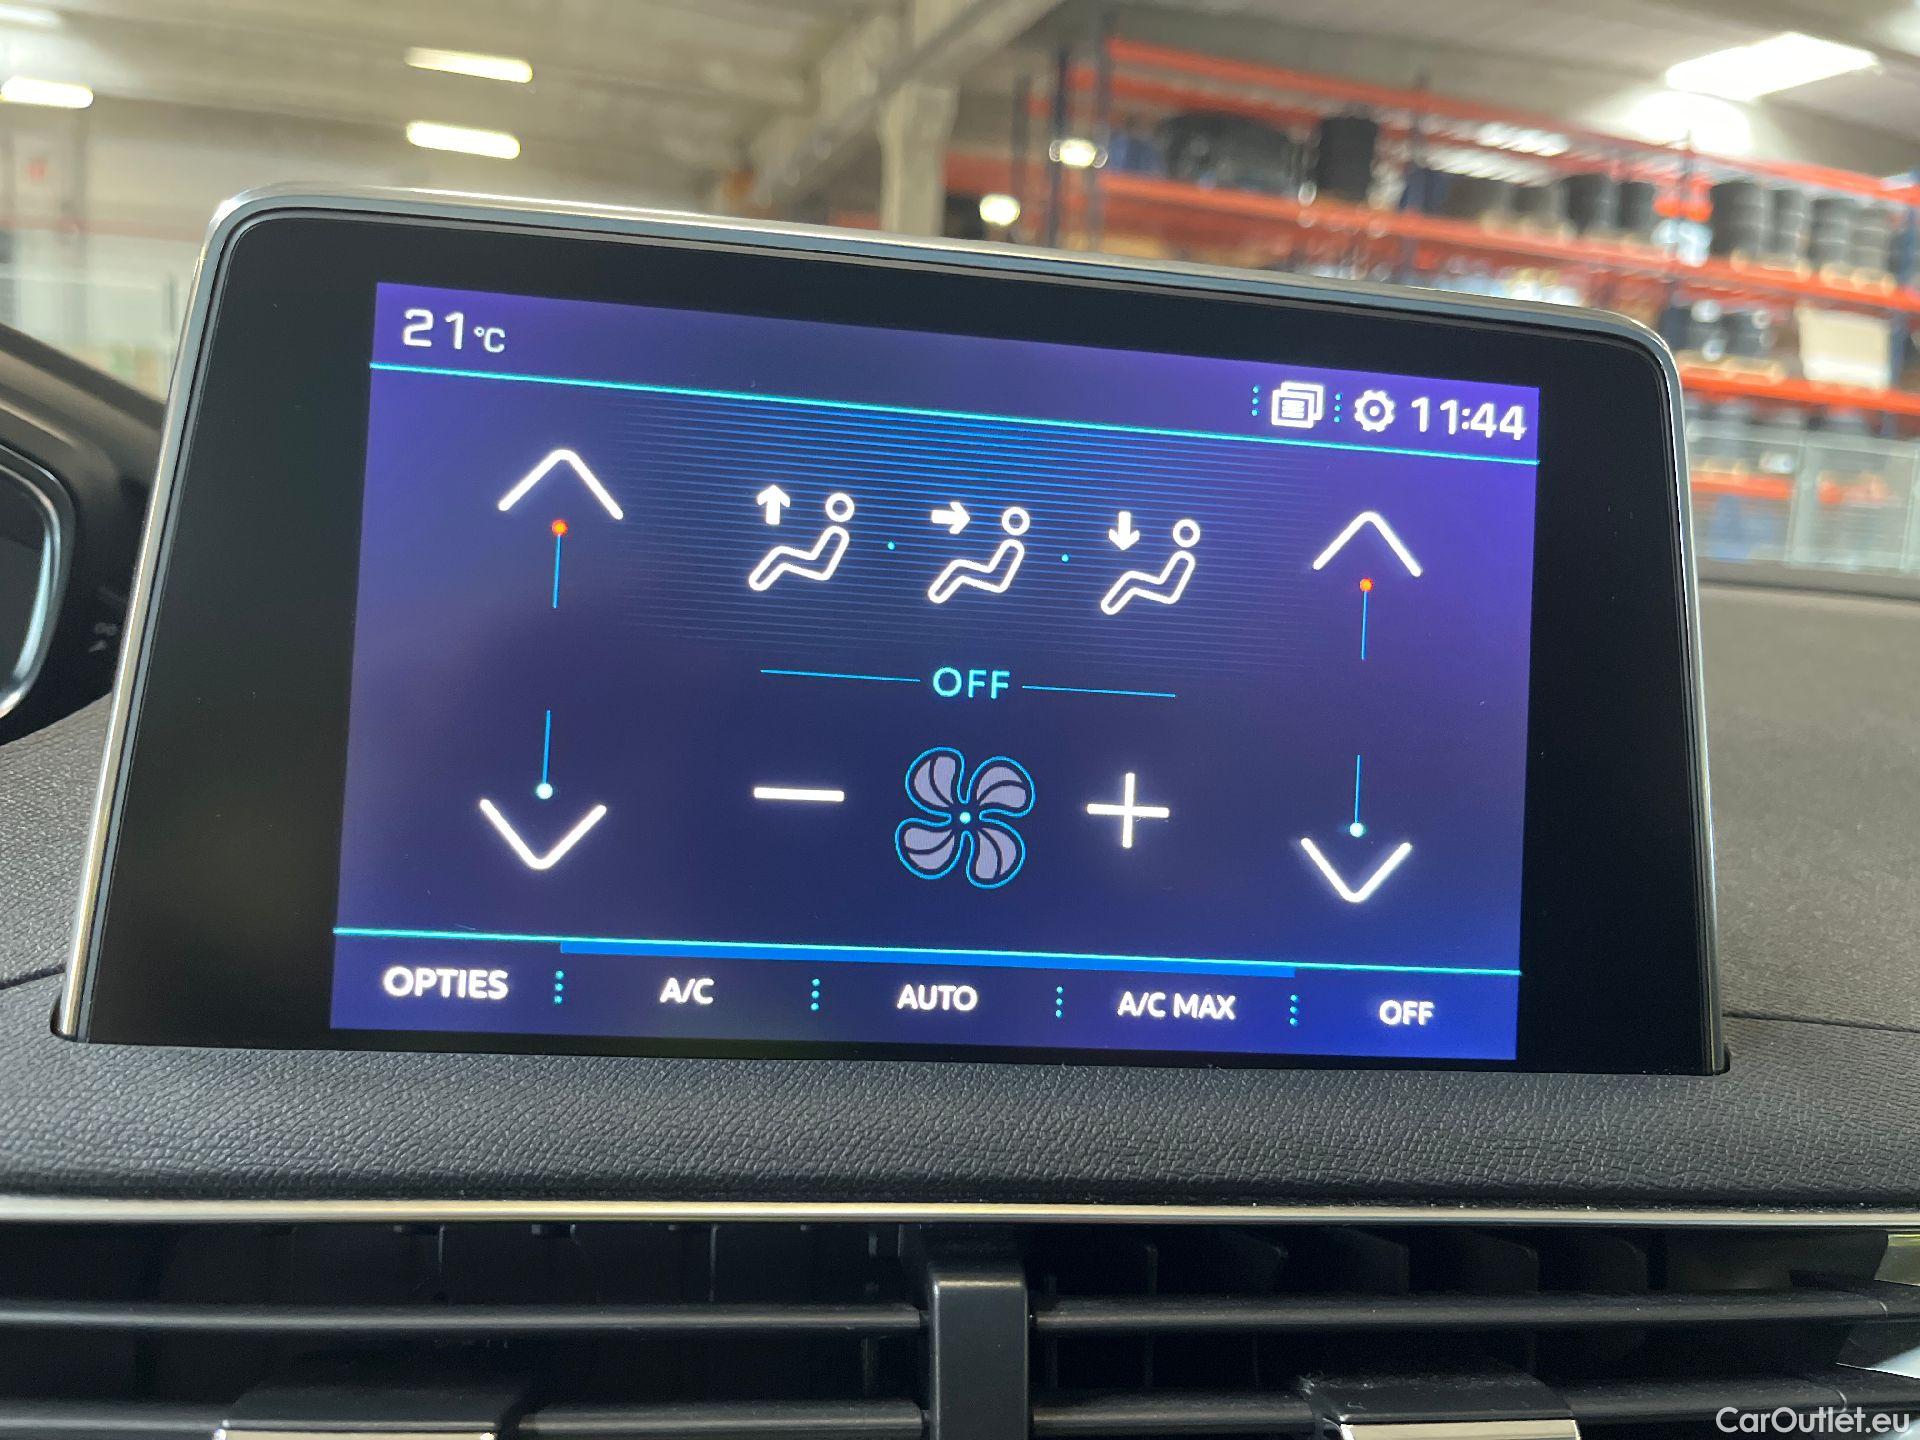 21°C
11:44
OFF
OPTIES
A/C
AUTO
A/C MAX
OFF
CarOutlet.eu